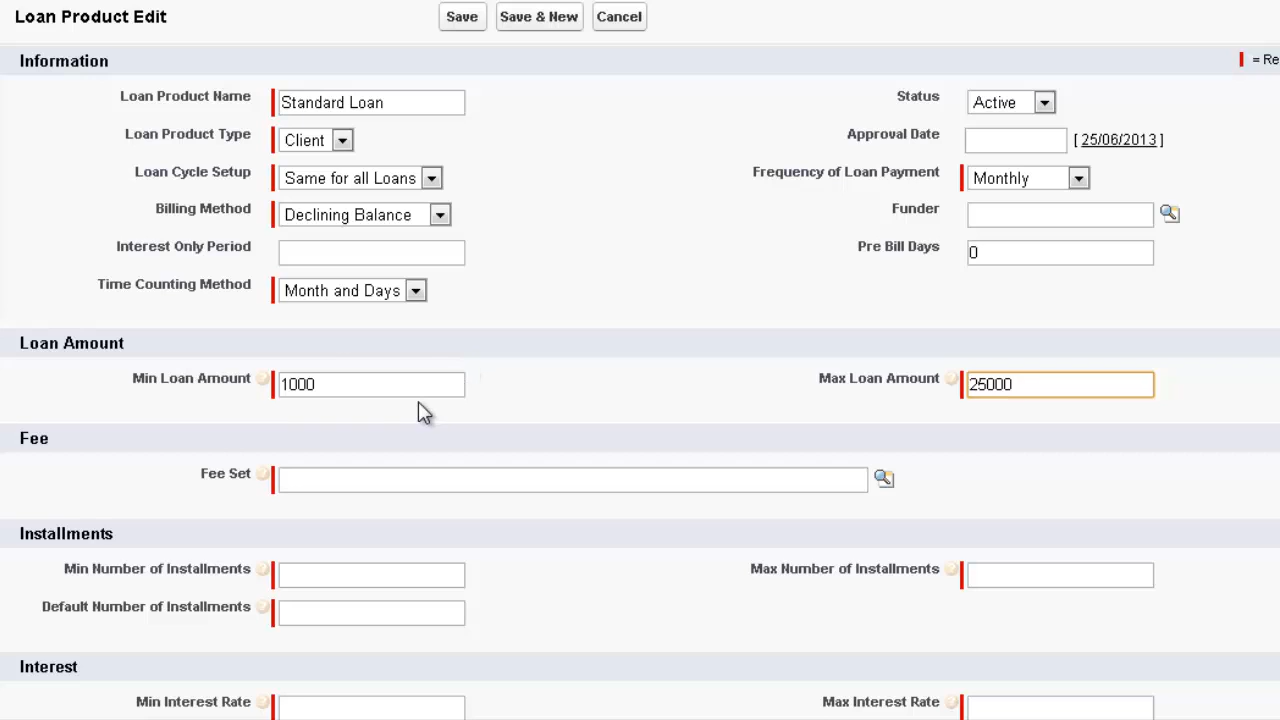 Loan Product Edit Save Save & New Cancel
Information = Re
Loan Product Name Standard Loan Status Active
Loan Product Type Client Approval Date [ 25/06/2013 ]
Loan Cycle Setup Same for all Loans Frequency of Loan Payment Monthly
Billing Method Declining Balance Funder
Interest Only Period Pre Bill Days 0
Time Counting Method Month and Days
Loan Amount
Min Loan Amount ? 1000 Max Loan Amount ? 25000
Fee
Fee Set ?
Installments
Min Number of Installments ? Max Number of Installments ?
Default Number of Installments ?
Interest
Min Interest Rate ? Max Interest Rate ?